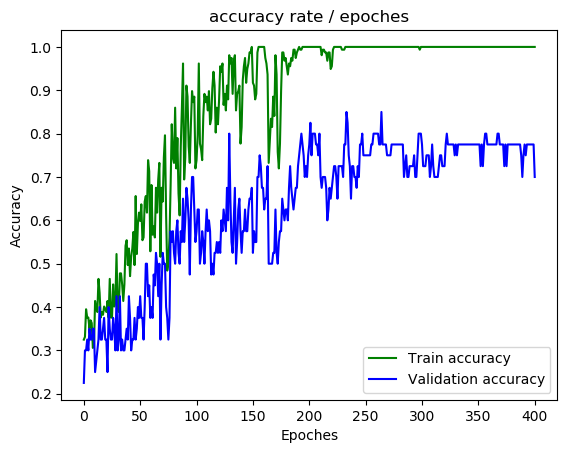 accuracy rate / epoches
1.0
0.9
0.8
0.7
0.6
0.5
0.4
0.3
0.2
Accuracy
Train accuracy
Validation accuracy
0 50 100 150 200 250 300 350 400
Epoches